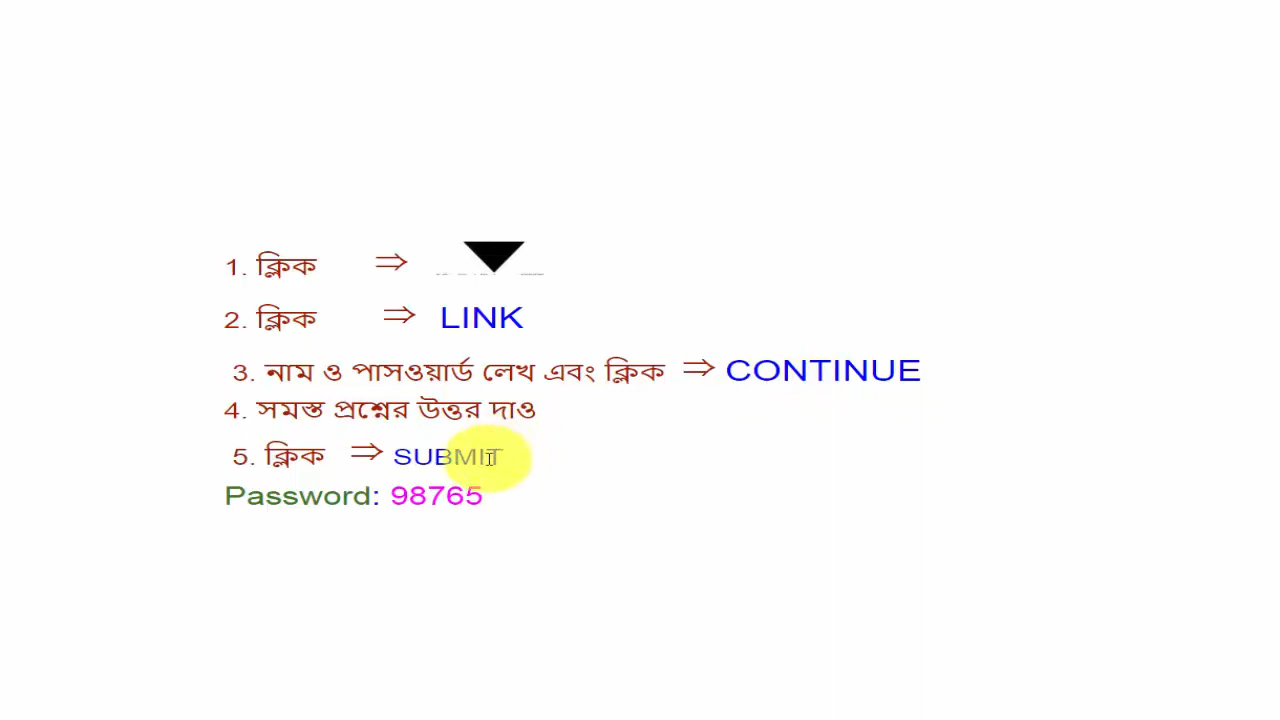 1. ক্লিক ⇒
2. ক্লিক ⇒ LINK
3. নাম ও পাসওয়ার্ড লেখ এবং ক্লিক ⇒ CONTINUE
4. সমস্ত প্রশ্নের উত্তর দাও
5. ক্লিক ⇒ SUBMIT
Password: 98765